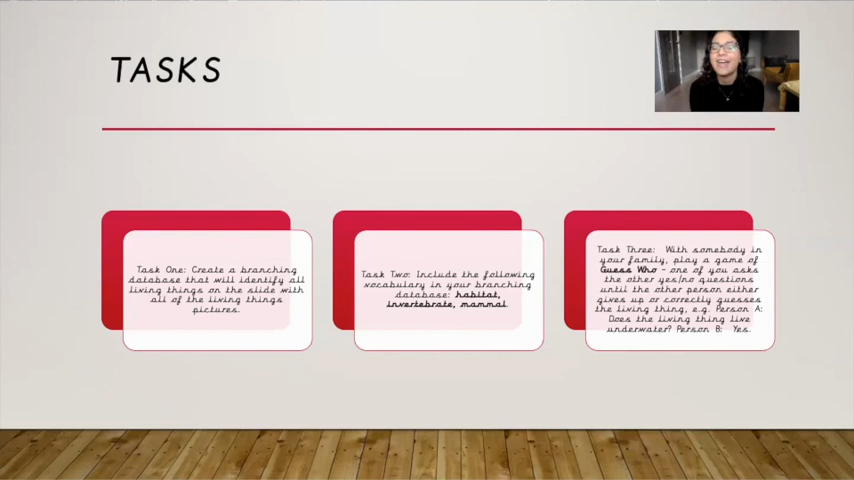 TASKS
Task One: Create a branching
database that will identify all
living things on the slide with
all of the living things
pictures.
Task Two: Include the following
vocabulary in your branching
database: habitat,
invertebrate, mammal.
Task Three: With somebody in
your family, play a game of
Guess Who - one of you asks
the other yes/no questions
until the other person either
gives up or correctly guesses
the living thing, e.g. Person A:
Does the living thing live
underwater? Person B: Yes.